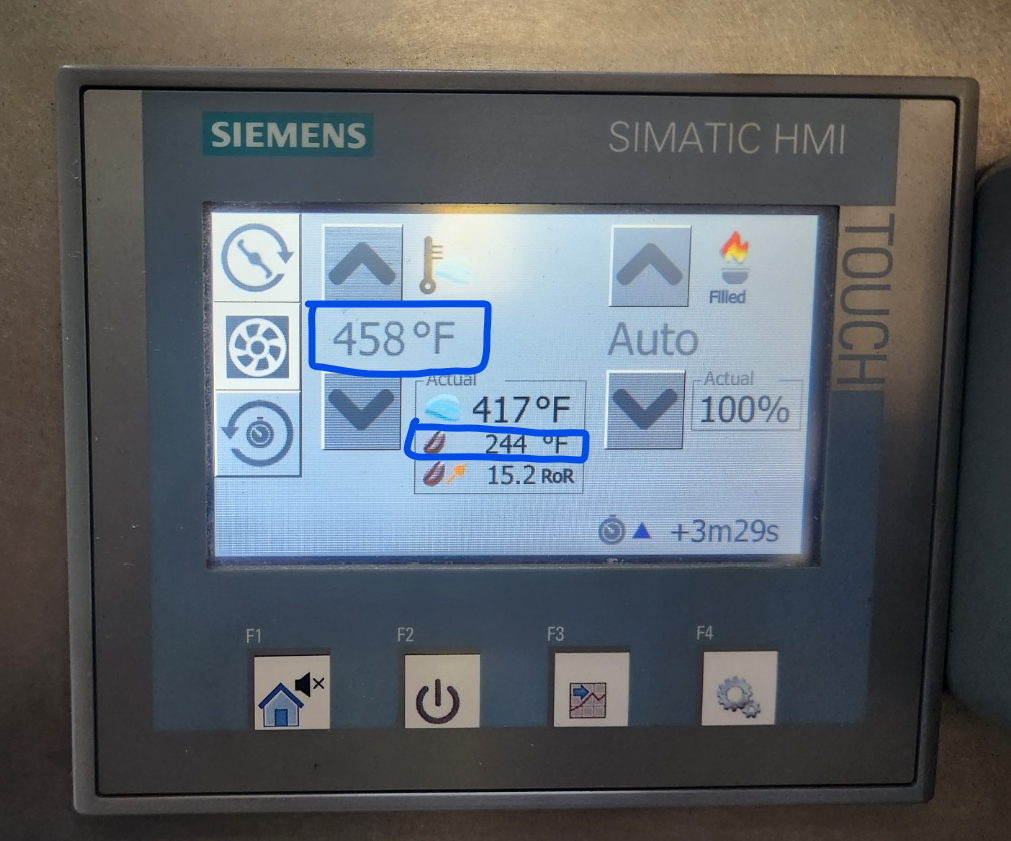 SIEMENS
SIMATIC HMI
TOUCH
Filled
458°F
Auto
Actual
417°F
244 °F
15.2 RoR
Actual
100%
+3m29s
F1
F2
F3
F4